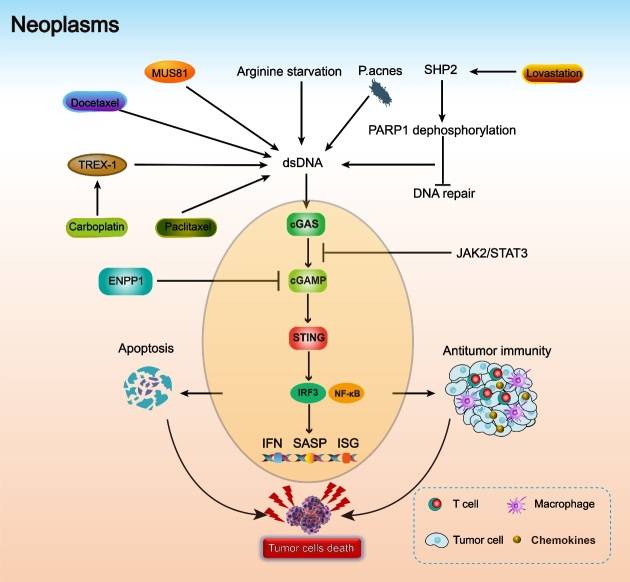 Neoplasms
MUS81
Arginine starvation
P.acnes
SHP2
Lovastation
Docetaxel
PARP1 dephosphorylation
TREX-1
dsDNA
DNA repair
Carboplatin
Paclitaxel
cGAS
JAK2/STAT3
ENPP1
cGAMP
STING
Apoptosis
Antitumor immunity
IRF3
NF-κB
IFN SASP ISG
T cell
Macrophage
Tumor cell
Chemokines
Tumor cells death